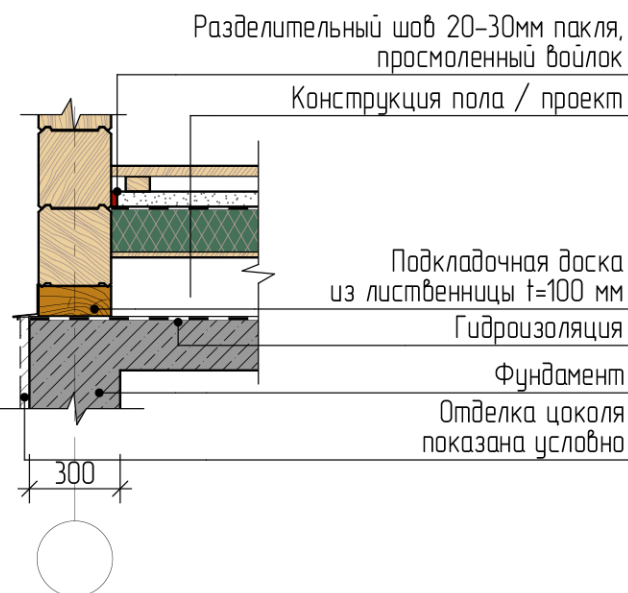 Разделительный шов 20-30мм пакля,
просмоленный войлок
Конструкция пола / проект
Подкладочная доска
из лиственницы t=100 мм
Гидроизоляция
Фундамент
Отделка цоколя
показана условно
300